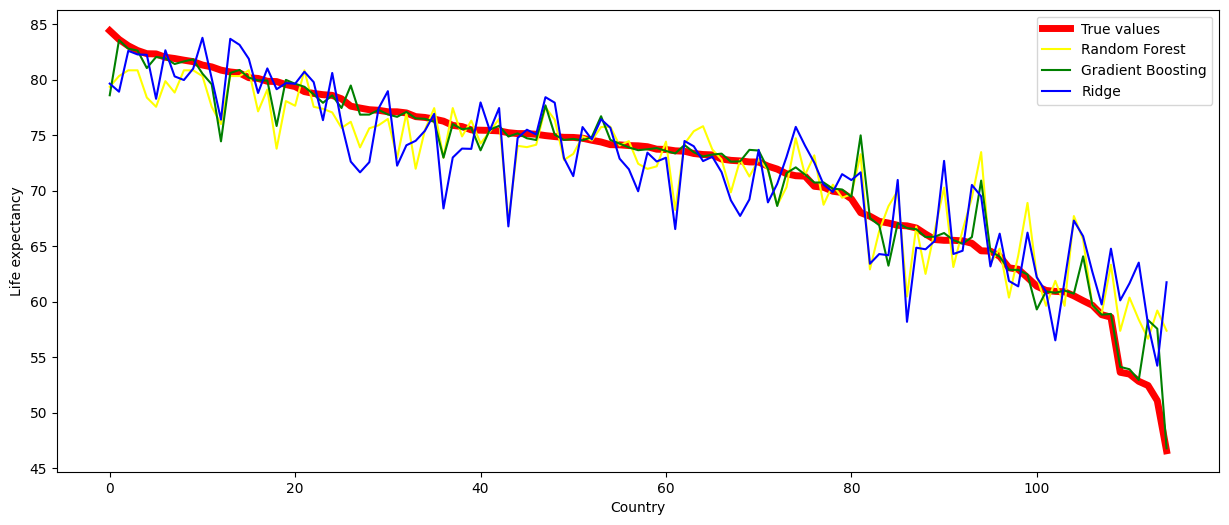 True values
Random Forest
Gradient Boosting
Ridge
Life expectancy
85
80
75
70
65
60
55
50
45
0 20 40 60 80 100
Country